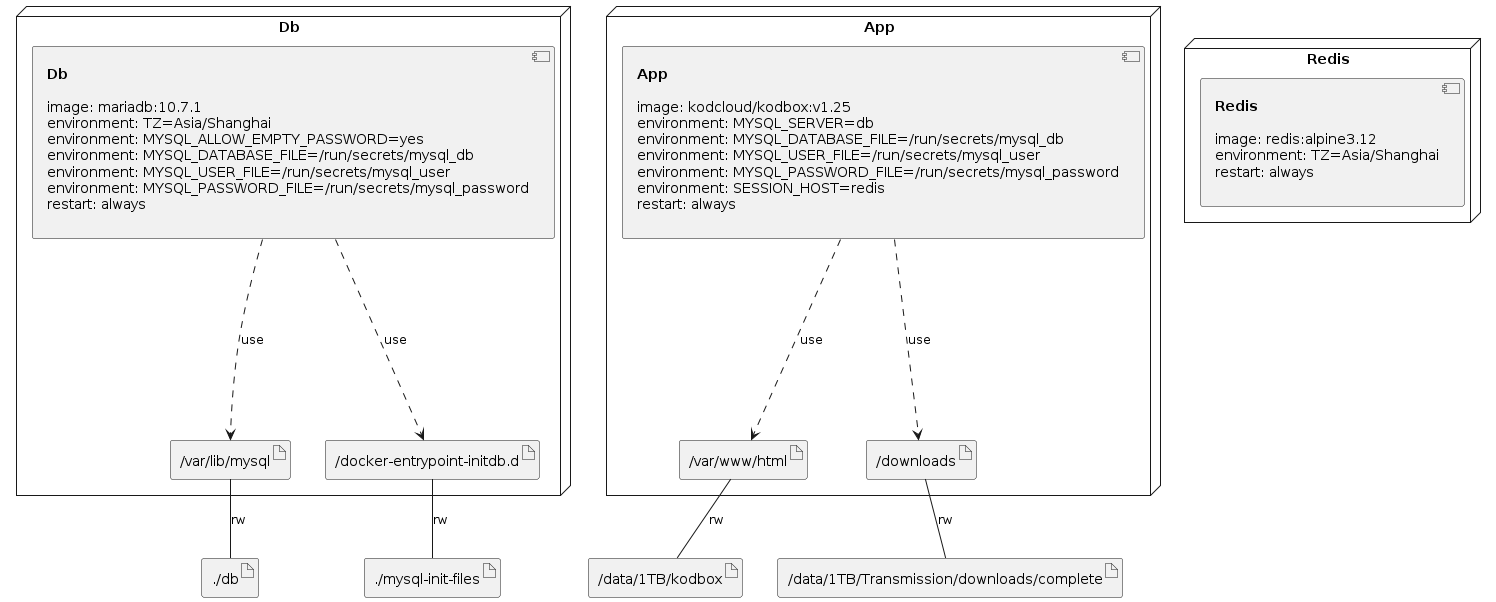 Db
Db
image: mariadb:10.7.1
environment: TZ=Asia/Shanghai
environment: MYSQL_ALLOW_EMPTY_PASSWORD=yes
environment: MYSQL_DATABASE_FILE=/run/secrets/mysql_db
environment: MYSQL_USER_FILE=/run/secrets/mysql_user
environment: MYSQL_PASSWORD_FILE=/run/secrets/mysql_password
restart: always
use
use
/var/lib/mysql
/docker-entrypoint-initdb.d
rw
rw
./db
./mysql-init-files
App
App
image: kodcloud/kodbox:v1.25
environment: MYSQL_SERVER=db
environment: MYSQL_DATABASE_FILE=/run/secrets/mysql_db
environment: MYSQL_USER_FILE=/run/secrets/mysql_user
environment: MYSQL_PASSWORD_FILE=/run/secrets/mysql_password
environment: SESSION_HOST=redis
restart: always
use
use
/var/www/html
/downloads
rw
rw
/data/1TB/kodbox
/data/1TB/Transmission/downloads/complete
Redis
Redis
image: redis:alpine3.12
environment: TZ=Asia/Shanghai
restart: always